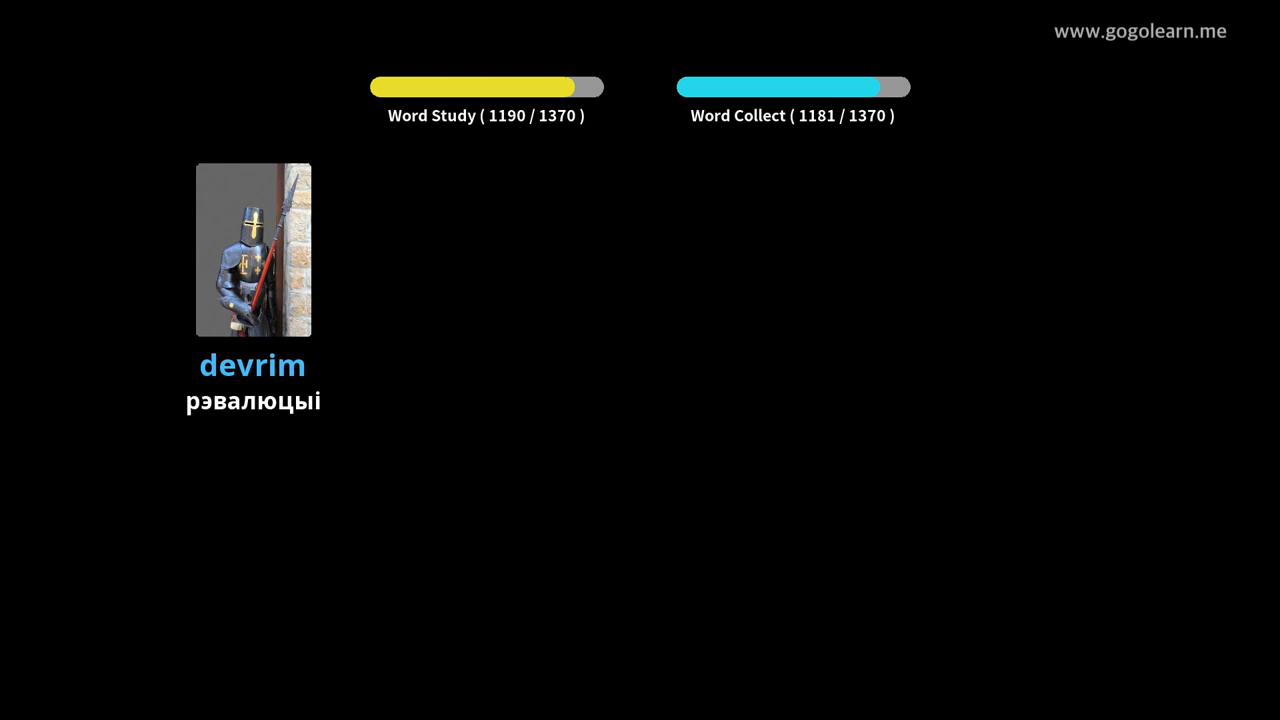 www.gogolearn.me
Word Study ( 1190 / 1370 )
Word Collect ( 1181 / 1370 )
devrim
рэвалюцыі